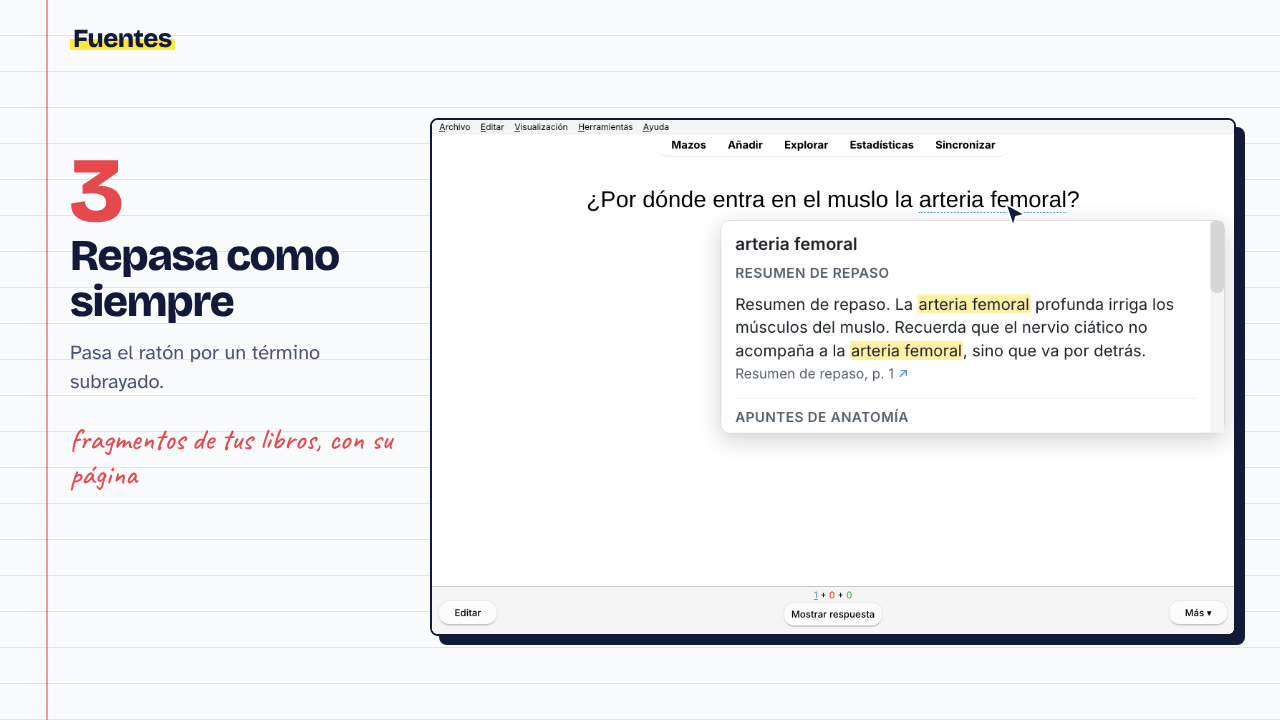 Fuentes
3
Repasa como
siempre
Pasa el ratón por un término
subrayado.
fragmentos de tus libros, con su
página
Archivo Editar Visualización Herramientas Ayuda
Mazos Añadir Explorar Estadísticas Sincronizar
¿Por dónde entra en el muslo la arteria femoral?
arteria femoral
RESUMEN DE REPASO
Resumen de repaso. La arteria femoral profunda irriga los
músculos del muslo. Recuerda que el nervio ciático no
acompaña a la arteria femoral, sino que va por detrás.
Resumen de repaso, p. 1 ↗
APUNTES DE ANATOMÍA
1 + 0 + 0
Editar Mostrar respuesta Más ▾